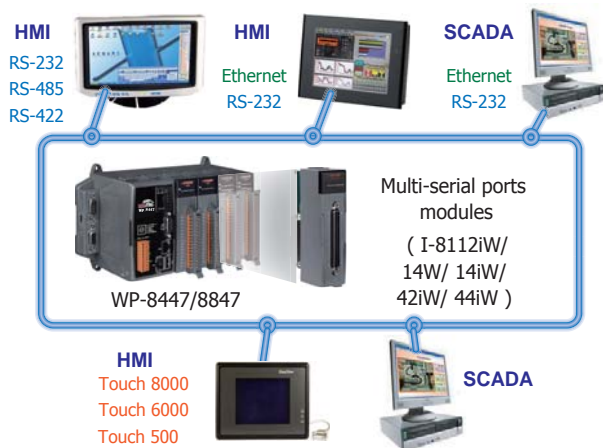 HMI
RS-232
RS-485
RS-422
HMI
Ethernet
RS-232
SCADA
Ethernet
RS-232
WP-8447/8847
Multi-serial ports
modules
( I-8112iW/
14W/ 14iW/
42iW/ 44iW )
HMI
Touch 8000
Touch 6000
Touch 500
SCADA